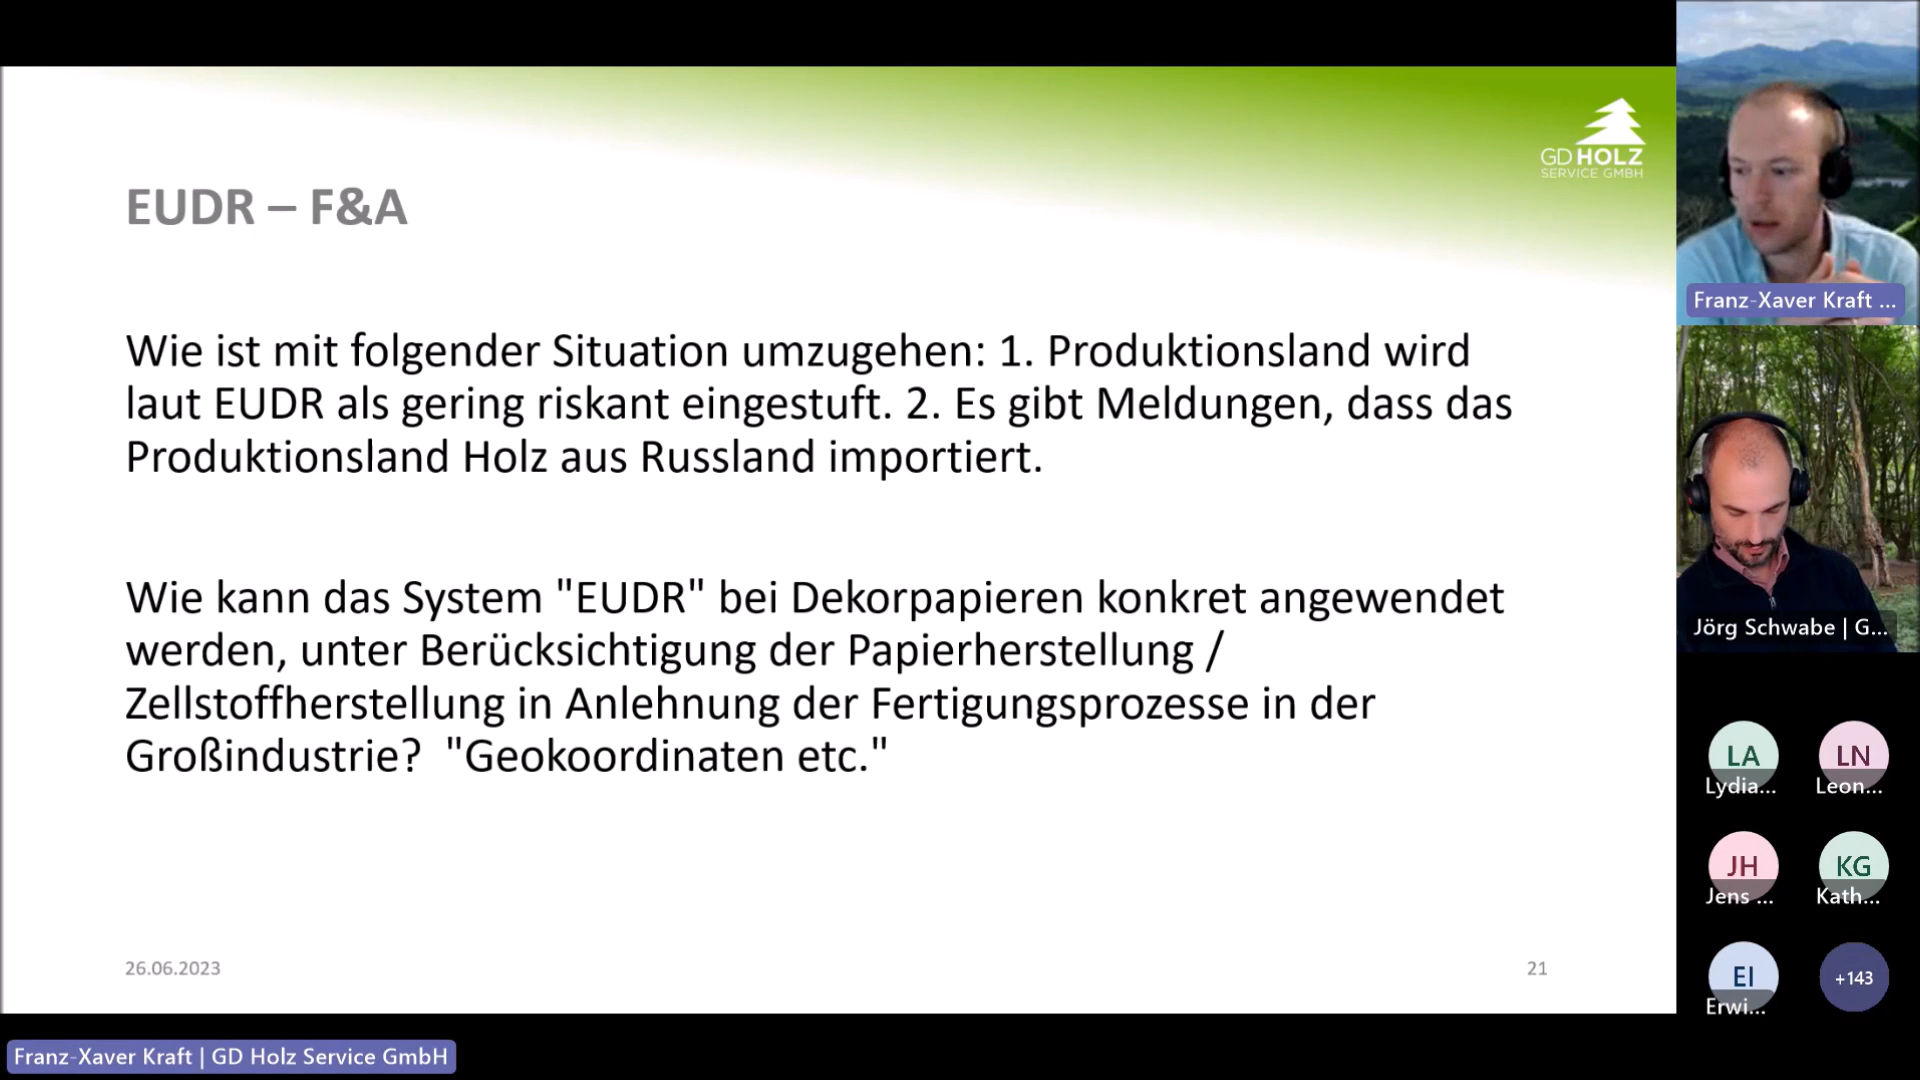 GD HOLZ
SERVICE GMBH
EUDR – F&A
Wie ist mit folgender Situation umzugehen: 1. Produktionsland wird
laut EUDR als gering riskant eingestuft. 2. Es gibt Meldungen, dass das
Produktionsland Holz aus Russland importiert.
Wie kann das System "EUDR" bei Dekorpapieren konkret angewendet
werden, unter Berücksichtigung der Papierherstellung /
Zellstoffherstellung in Anlehnung der Fertigungsprozesse in der
Großindustrie?  "Geokoordinaten etc."
26.06.2023
21
Franz-Xaver Kraft ...
Jörg Schwabe | G...
LA
Lydia...
LN
Leon...
JH
Jens ...
KG
Kath...
EI
Erwi...
+143
Franz-Xaver Kraft | GD Holz Service GmbH